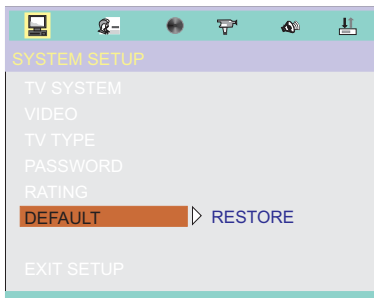 SYSTEM SETUP
TV SYSTEM
VIDEO
TV TYPE
PASSWORD
RATING
DEFAULT RESTORE
EXIT SETUP